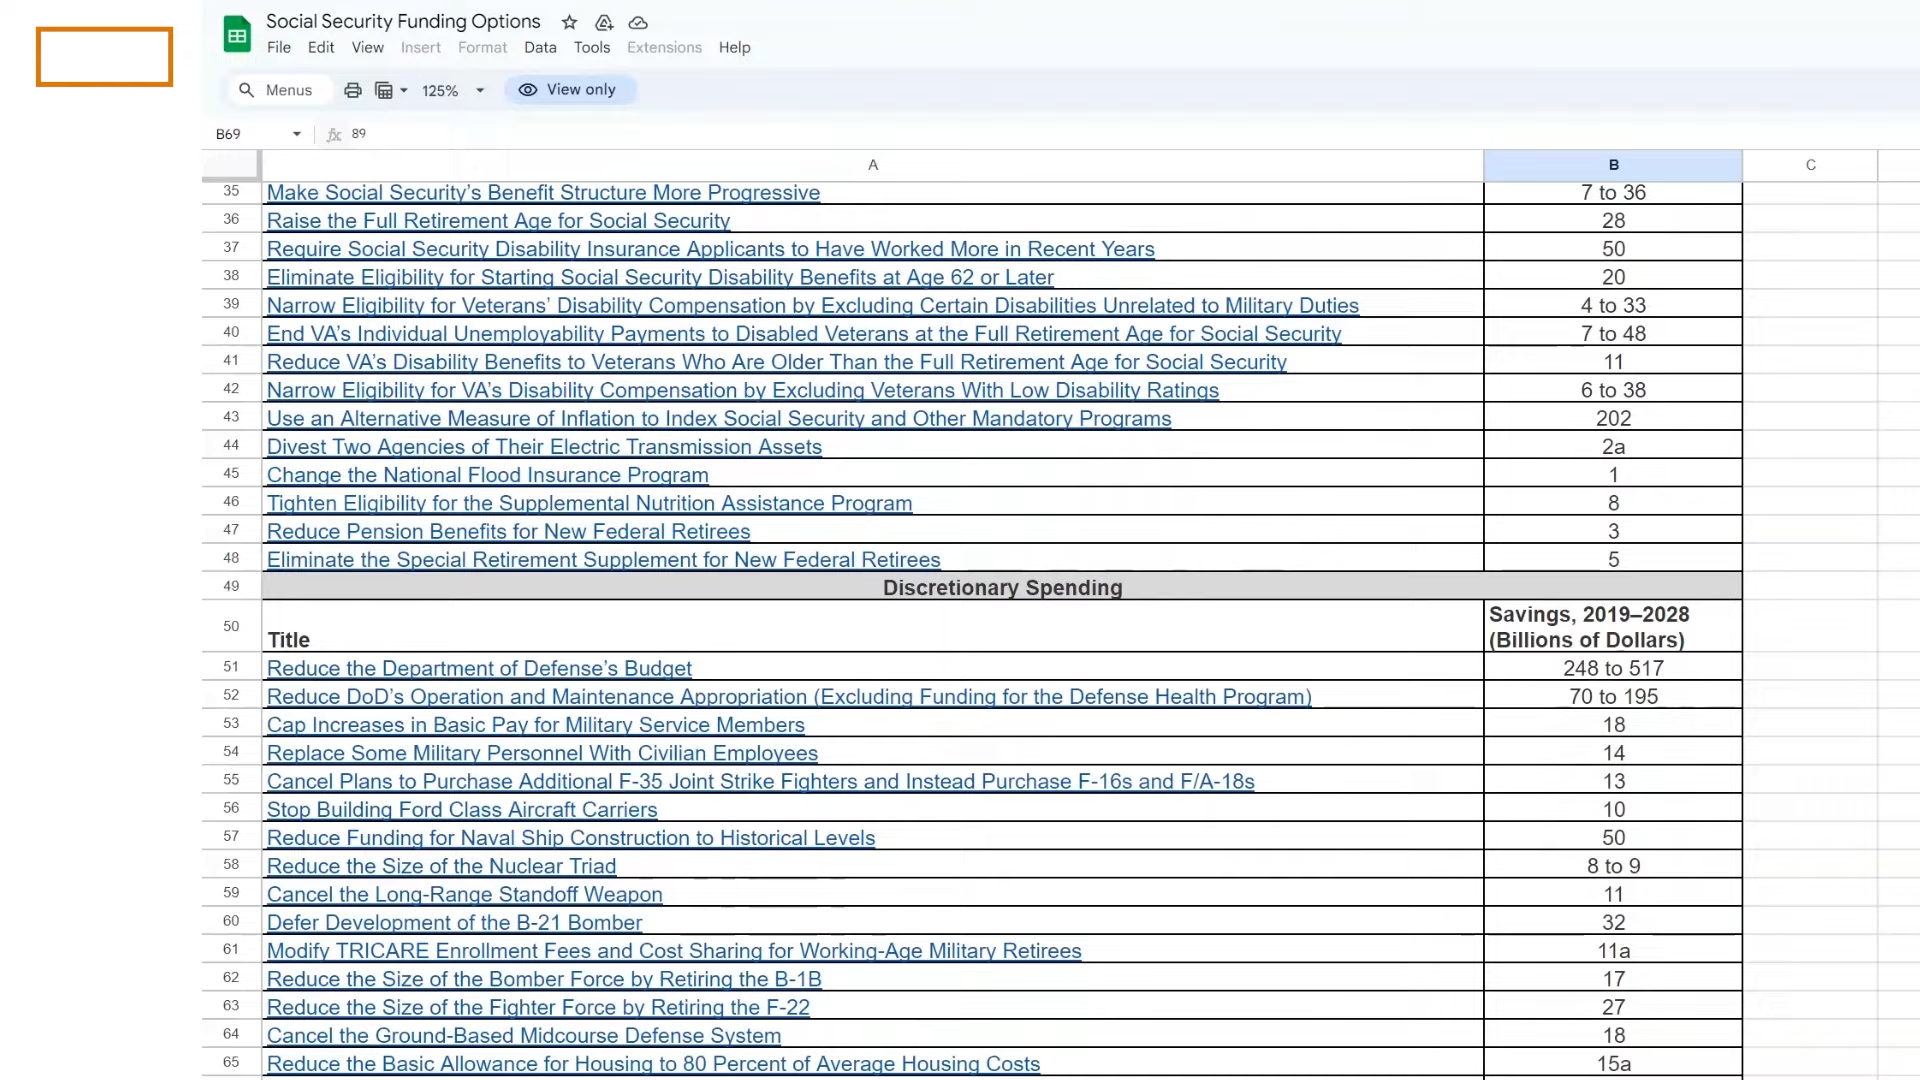 Social Security Funding Options
File Edit View Insert Format Data Tools Extensions Help
Menus 125% View only
B69 fx 89
A B C
35 Make Social Security's Benefit Structure More Progressive 7 to 36
36 Raise the Full Retirement Age for Social Security 28
37 Require Social Security Disability Insurance Applicants to Have Worked More in Recent Years 50
38 Eliminate Eligibility for Starting Social Security Disability Benefits at Age 62 or Later 20
39 Narrow Eligibility for Veterans' Disability Compensation by Excluding Certain Disabilities Unrelated to Military Duties 4 to 33
40 End VA's Individual Unemployability Payments to Disabled Veterans at the Full Retirement Age for Social Security 7 to 48
41 Reduce VA's Disability Benefits to Veterans Who Are Older Than the Full Retirement Age for Social Security 11
42 Narrow Eligibility for VA's Disability Compensation by Excluding Veterans With Low Disability Ratings 6 to 38
43 Use an Alternative Measure of Inflation to Index Social Security and Other Mandatory Programs 202
44 Divest Two Agencies of Their Electric Transmission Assets 2a
45 Change the National Flood Insurance Program 1
46 Tighten Eligibility for the Supplemental Nutrition Assistance Program 8
47 Reduce Pension Benefits for New Federal Retirees 3
48 Eliminate the Special Retirement Supplement for New Federal Retirees 5
49 Discretionary Spending
50 Title Savings, 2019–2028
(Billions of Dollars)
51 Reduce the Department of Defense's Budget 248 to 517
52 Reduce DoD's Operation and Maintenance Appropriation (Excluding Funding for the Defense Health Program) 70 to 195
53 Cap Increases in Basic Pay for Military Service Members 18
54 Replace Some Military Personnel With Civilian Employees 14
55 Cancel Plans to Purchase Additional F-35 Joint Strike Fighters and Instead Purchase F-16s and F/A-18s 13
56 Stop Building Ford Class Aircraft Carriers 10
57 Reduce Funding for Naval Ship Construction to Historical Levels 50
58 Reduce the Size of the Nuclear Triad 8 to 9
59 Cancel the Long-Range Standoff Weapon 11
60 Defer Development of the B-21 Bomber 32
61 Modify TRICARE Enrollment Fees and Cost Sharing for Working-Age Military Retirees 11a
62 Reduce the Size of the Bomber Force by Retiring the B-1B 17
63 Reduce the Size of the Fighter Force by Retiring the F-22 27
64 Cancel the Ground-Based Midcourse Defense System 18
65 Reduce the Basic Allowance for Housing to 80 Percent of Average Housing Costs 15a